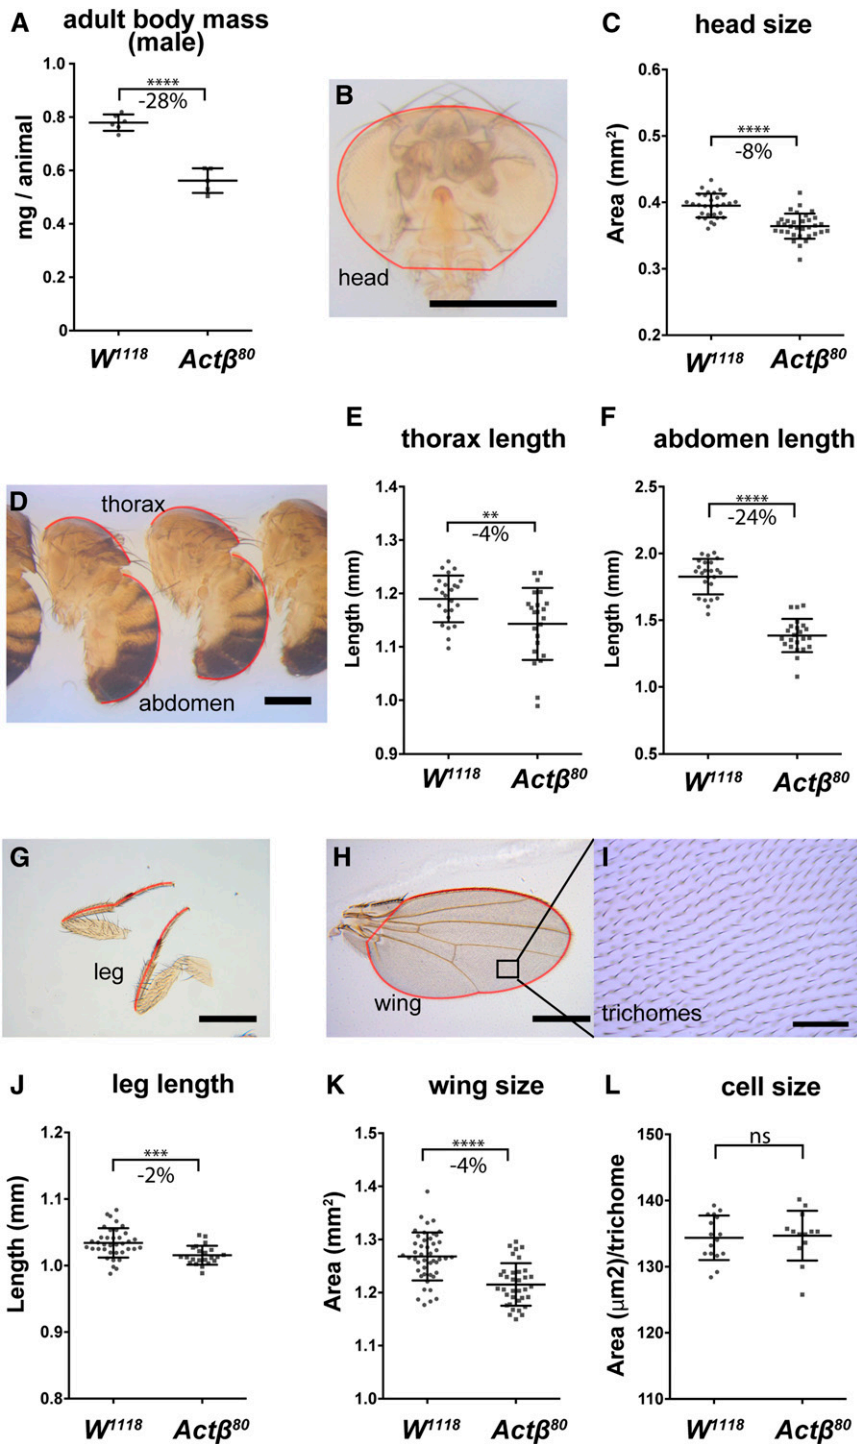 A
adult body mass
(male)
1.0
0.8
0.6
0.4
0.2
0
mg / animal
****
-28%
W¹¹¹⁸
Actβ⁸⁰
B
head
C
head size
0.6
0.5
0.4
0.3
0.2
Area (mm²)
****
-8%
W¹¹¹⁸
Actβ⁸⁰
D
thorax
abdomen
E
thorax length
1.4
1.3
1.2
1.1
1.0
0.9
Length (mm)
**
-4%
W¹¹¹⁸
Actβ⁸⁰
F
abdomen length
2.5
2.0
1.5
1.0
0.5
Length (mm)
****
-24%
W¹¹¹⁸
Actβ⁸⁰
G
leg
H
wing
I
trichomes
J
leg length
1.2
1.1
1.0
0.9
0.8
Length (mm)
***
-2%
W¹¹¹⁸
Actβ⁸⁰
K
wing size
1.5
1.4
1.3
1.2
1.1
1.0
Area (mm²)
****
-4%
W¹¹¹⁸
Actβ⁸⁰
L
cell size
150
140
130
120
110
Area (μm2)/trichome
ns
W¹¹¹⁸
Actβ⁸⁰